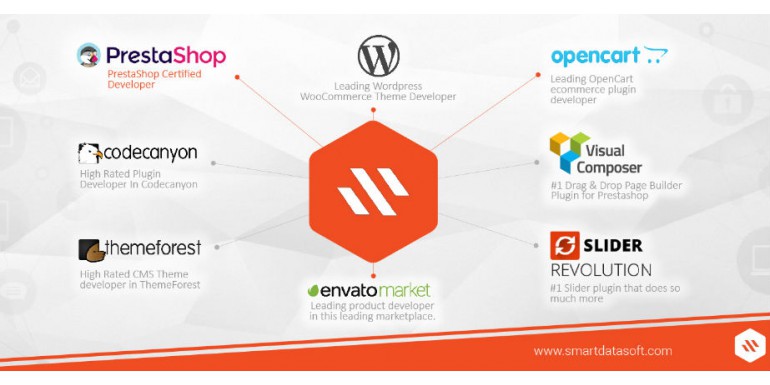 PrestaShop
PrestaShop Certified
Developer
Leading Wordpress
WooCommerce Theme Developer
opencart
Leading OpenCart
ecommerce plugin
developer
codecanyon
High Rated Plugin
Developer In Codecanyon
Visual
Composer
#1 Drag & Drop Page Builder
Plugin for Prestashop
themeforest
High Rated CMS Theme
developer in ThemeForest
envatomarket
Leading product developer
in this leading marketplace.
SLIDER
REVOLUTION
#1 Slider plugin that does so
much more
www.smartdatasoft.com